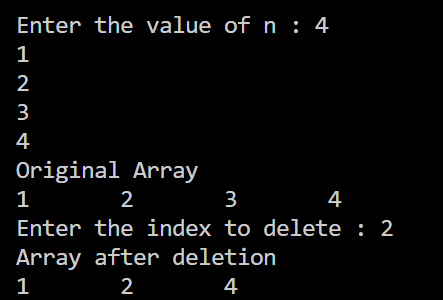 Enter the value of n : 4
1
2
3
4
Original Array
1 2 3 4
Enter the index to delete : 2
Array after deletion
1 2 4